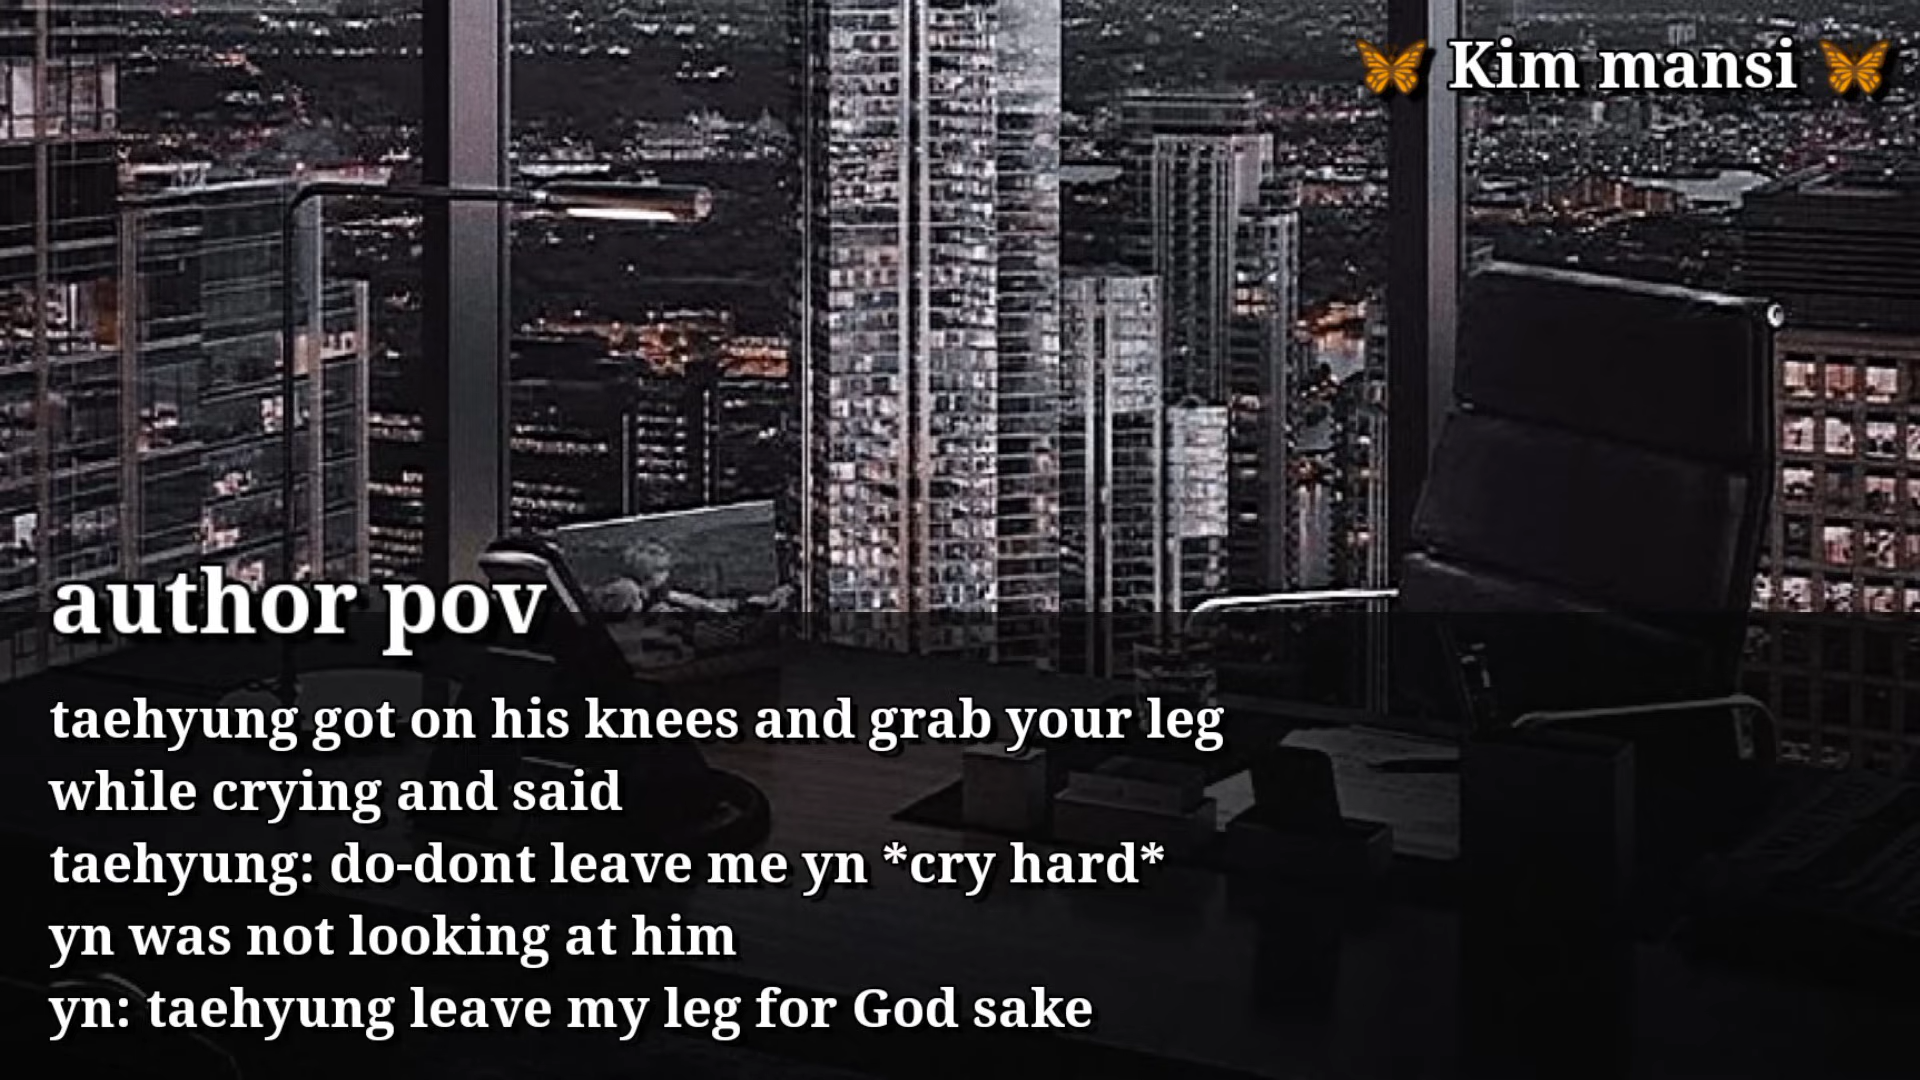 🦋 Kim mansi 🦋
author pov
taehyung got on his knees and grab your leg
while crying and said
taehyung: do-dont leave me yn *cry hard*
yn was not looking at him
yn: taehyung leave my leg for God sake